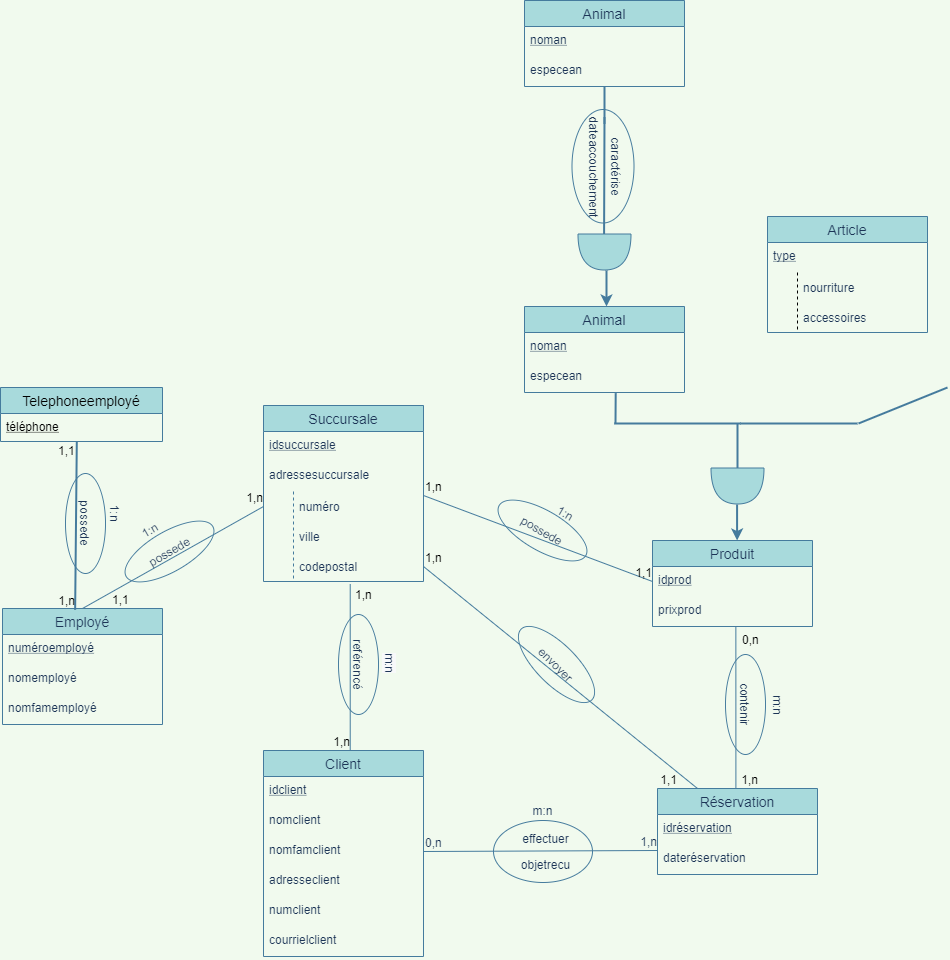 Animal
noman
especean
caractérise
dateaccouchement
Article
type
nourriture
accessoires
Animal
noman
especean
Telephoneemployé
téléphone
1,1
possede
1:n
1,n
Succursale
idsuccursale
adressesuccursale
numéro
ville
codepostal
1,n
1:n
possede
1,1
1,n
1:n
possede
1,1
1,n
envoyer
1,1
Produit
idprod
prixprod
0,n
contenir
m:n
1,n
Employé
numéroemployé
nomemployé
nomfamemployé
1,n
reférencé
m:n
1,n
Client
idclient
nomclient
nomfamclient
adresseclient
numclient
courrielclient
0,n
m:n
effectuer
objetrecu
1,n
Réservation
idréservation
dateréservation